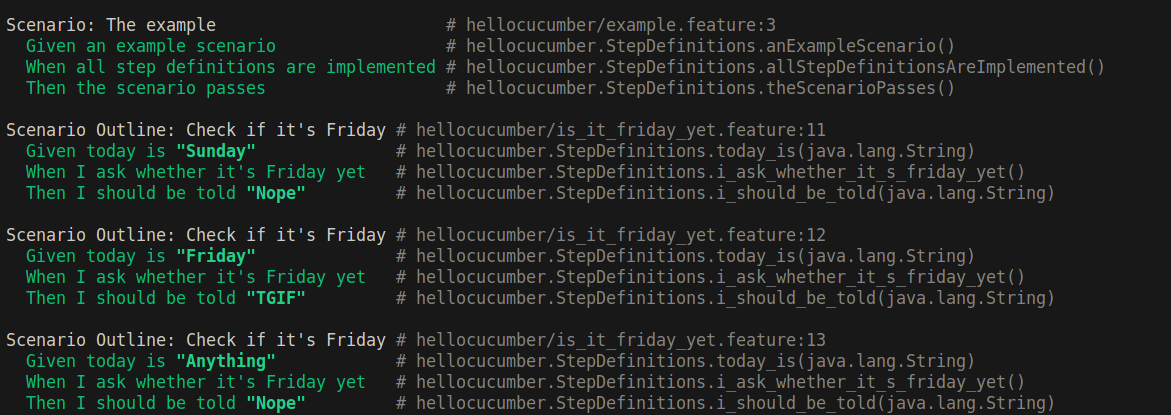 Scenario: The example                       # hellocucumber/example.feature:3
  Given an example scenario                 # hellocucumber.StepDefinitions.anExampleScenario()
  When all step definitions are implemented # hellocucumber.StepDefinitions.allStepDefinitionsAreImplemented()
  Then the scenario passes                  # hellocucumber.StepDefinitions.theScenarioPasses()

Scenario Outline: Check if it's Friday # hellocucumber/is_it_friday_yet.feature:11
  Given today is "Sunday"              # hellocucumber.StepDefinitions.today_is(java.lang.String)
  When I ask whether it's Friday yet   # hellocucumber.StepDefinitions.i_ask_whether_it_s_friday_yet()
  Then I should be told "Nope"         # hellocucumber.StepDefinitions.i_should_be_told(java.lang.String)

Scenario Outline: Check if it's Friday # hellocucumber/is_it_friday_yet.feature:12
  Given today is "Friday"              # hellocucumber.StepDefinitions.today_is(java.lang.String)
  When I ask whether it's Friday yet   # hellocucumber.StepDefinitions.i_ask_whether_it_s_friday_yet()
  Then I should be told "TGIF"         # hellocucumber.StepDefinitions.i_should_be_told(java.lang.String)

Scenario Outline: Check if it's Friday # hellocucumber/is_it_friday_yet.feature:13
  Given today is "Anything"            # hellocucumber.StepDefinitions.today_is(java.lang.String)
  When I ask whether it's Friday yet   # hellocucumber.StepDefinitions.i_ask_whether_it_s_friday_yet()
  Then I should be told "Nope"         # hellocucumber.StepDefinitions.i_should_be_told(java.lang.String)